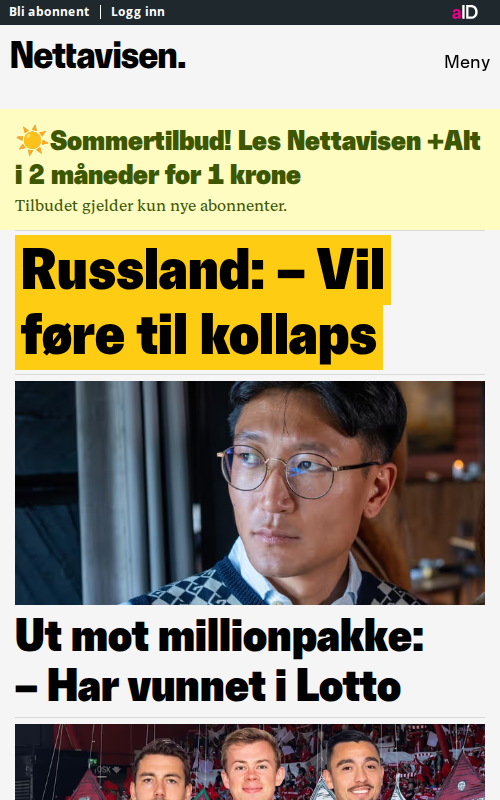 Bli abonnent | Logg inn
aID
Nettavisen.
Meny
☀️Sommertilbud! Les Nettavisen +Alt
i 2 måneder for 1 krone
Tilbudet gjelder kun nye abonnenter.
Russland: – Vil
føre til kollaps
Ut mot millionpakke:
– Har vunnet i Lotto